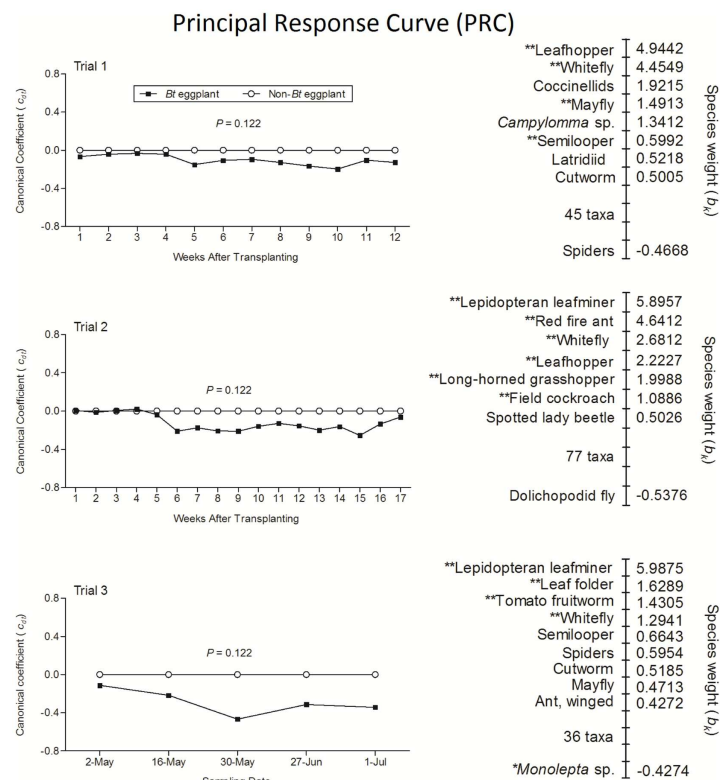 Principal Response Curve (PRC)
Trial 1
Canonical Coefficient ( cdt)
0.8
0.0
-0.4
-0.8
Bt eggplant
Non-Bt eggplant
P = 0.122
1 2 3 4 5 6 7 8 9 10 11 12
Weeks After Transplanting
**Leafhopper 4.9442
**Whitefly 4.4549
Coccinellids 1.9215
**Mayfly 1.4913
Campylomma sp. 1.3412
**Semilooper 0.5992
Latridiid 0.5218
Cutworm 0.5005
45 taxa
Spiders -0.4668
Species weight (bk)
Trial 2
Canonical Coefficient ( cdt)
0.8
0.4
0.0
-0.4
-0.8
P = 0.122
1 2 3 4 5 6 7 8 9 10 11 12 13 14 15 16 17
Weeks After Transplanting
**Lepidopteran leafminer 5.8957
**Red fire ant 4.6412
**Whitefly 2.6812
**Leafhopper 2.2227
**Long-horned grasshopper 1.9988
**Field cockroach 1.0886
Spotted lady beetle 0.5026
77 taxa
Dolichopodid fly -0.5376
Species weight (bk)
Trial 3
Canonical coefficient ( cdt)
0.8
0.4
0.0
-0.4
-0.8
P = 0.122
2-May 16-May 30-May 27-Jun 1-Jul
**Lepidopteran leafminer 5.9875
**Leaf folder 1.6289
**Tomato fruitworm 1.4305
**Whitefly 1.2941
Semilooper 0.6643
Spiders 0.5954
Cutworm 0.5185
Mayfly 0.4713
Ant, winged 0.4272
36 taxa
*Monolepta sp. -0.4274
Species weight (bk)